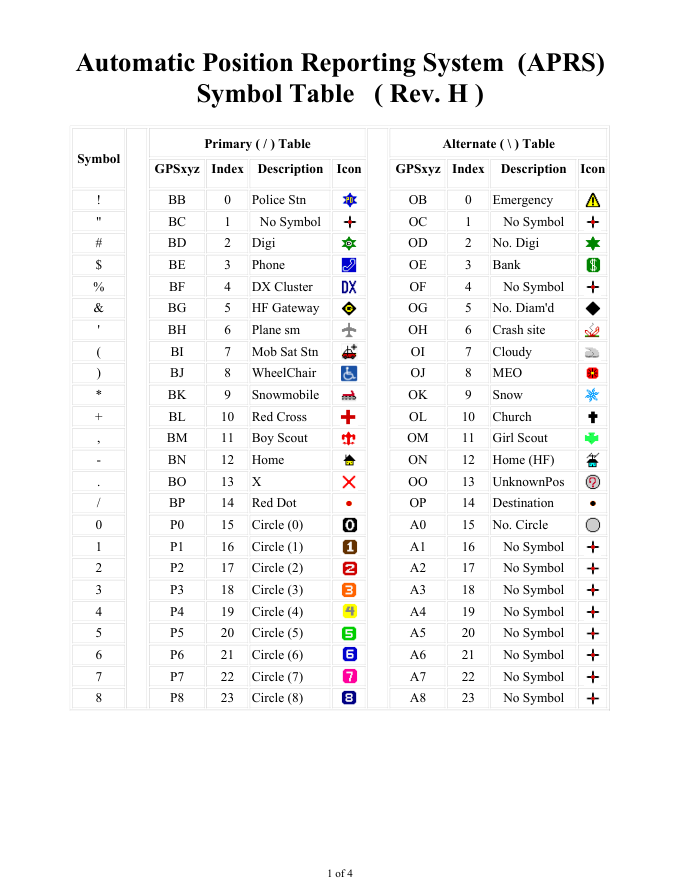 Automatic Position Reporting System (APRS)
Symbol Table ( Rev. H )
Symbol Primary ( / ) Table Alternate ( \ ) Table
GPSxyz Index Description Icon GPSxyz Index Description Icon
! BB 0 Police Stn OB 0 Emergency
" BC 1 No Symbol OC 1 No Symbol
# BD 2 Digi OD 2 No. Digi
$ BE 3 Phone OE 3 Bank $
% BF 4 DX Cluster DX OF 4 No Symbol
& BG 5 HF Gateway OG 5 No. Diam'd
' BH 6 Plane sm OH 6 Crash site
( BI 7 Mob Sat Stn OI 7 Cloudy
) BJ 8 WheelChair OJ 8 MEO
* BK 9 Snowmobile OK 9 Snow
+ BL 10 Red Cross OL 10 Church
, BM 11 Boy Scout OM 11 Girl Scout
- BN 12 Home ON 12 Home (HF)
. BO 13 X OO 13 UnknownPos ?
/ BP 14 Red Dot OP 14 Destination
0 P0 15 Circle (0) 0 A0 15 No. Circle
1 P1 16 Circle (1) 1 A1 16 No Symbol
2 P2 17 Circle (2) 2 A2 17 No Symbol
3 P3 18 Circle (3) 3 A3 18 No Symbol
4 P4 19 Circle (4) 4 A4 19 No Symbol
5 P5 20 Circle (5) 5 A5 20 No Symbol
6 P6 21 Circle (6) 6 A6 21 No Symbol
7 P7 22 Circle (7) 7 A7 22 No Symbol
8 P8 23 Circle (8) 8 A8 23 No Symbol
1 of 4